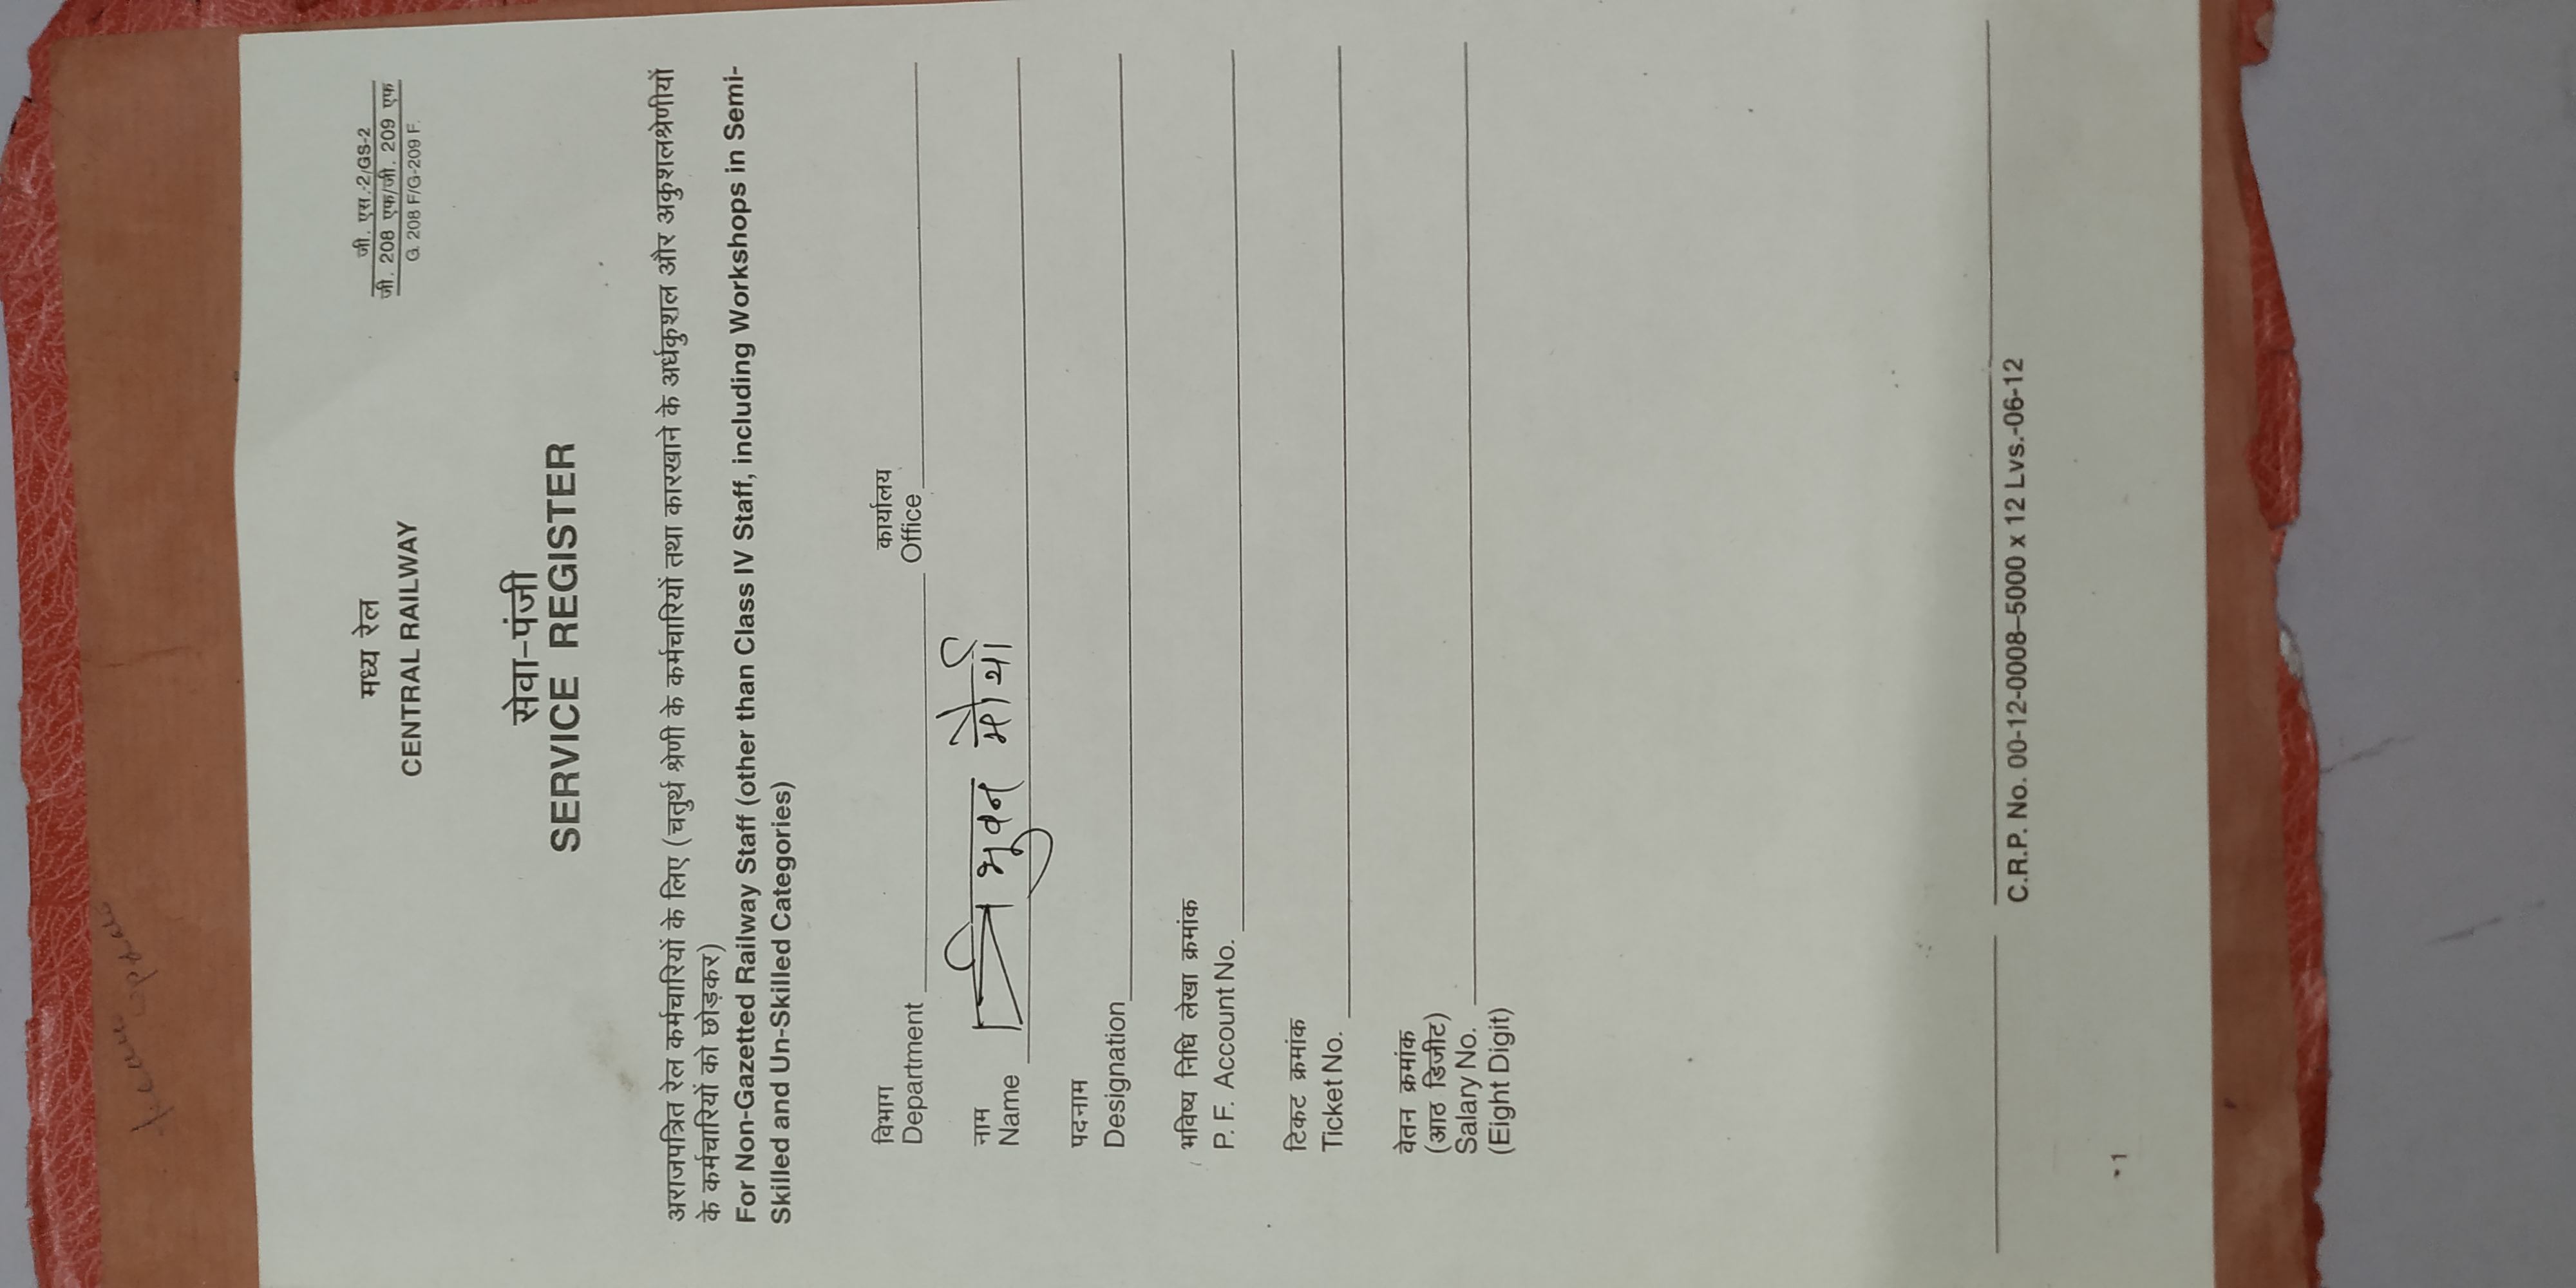 मध्य रेल
CENTRAL RAILWAY
जी. एस.-2/GS-2
जी. 208 एफ/जी. 209 एफ
G. 208 F/G-209 F.
सेवा-पंजी
SERVICE REGISTER
अराजपत्रित रेल कर्मचारियों के लिए (चतुर्थ श्रेणी के कर्मचारियों तथा कारखाने के अर्धकुशल और अकुशलश्रेणीयों
के कर्मचारियों को छोड़कर)
For Non-Gazetted Railway Staff (other than Class IV Staff, including Workshops in Semi-
Skilled and Un-Skilled Categories)
विभाग कार्यालय
Department Office
नाम
Name त्रिभुवन मौर्या
पदनाम
Designation
भविष्य निधि लेखा क्रमांक
P. F. Account No.
टिकट क्रमांक
Ticket No.
वेतन क्रमांक
(आठ डिजीट)
Salary No.
(Eight Digit)
C.R.P. No. 00-12-0008–5000 x 12 Lvs.-06-12
1